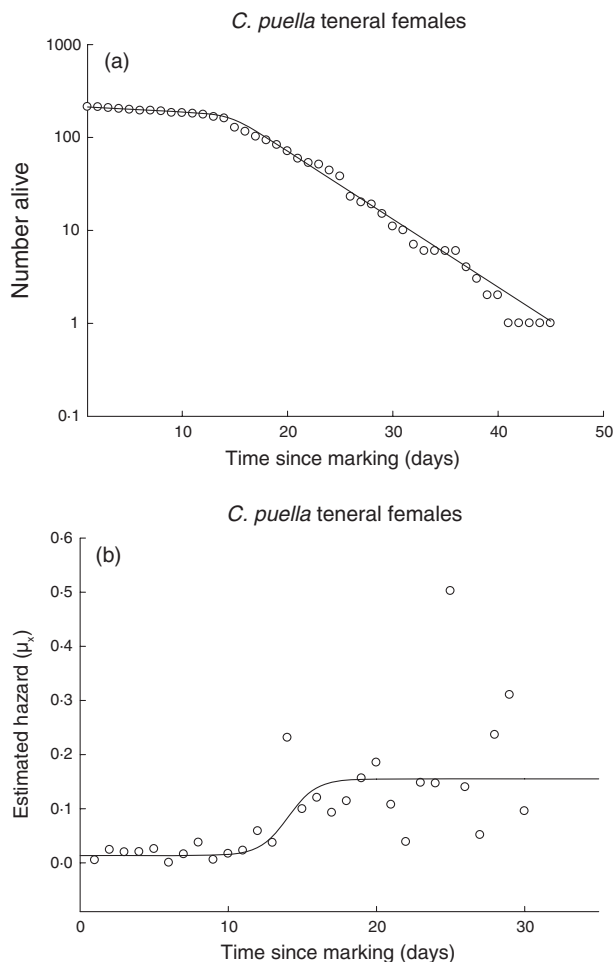 C. puella teneral females
(a)
1000
100
10
1
0·1
Number alive
10 20 30 40 50
Time since marking (days)
C. puella teneral females
(b)
0·6
0·5
0·4
0·3
0·2
0·1
0·0
Estimated hazard (μx)
0 10 20 30
Time since marking (days)